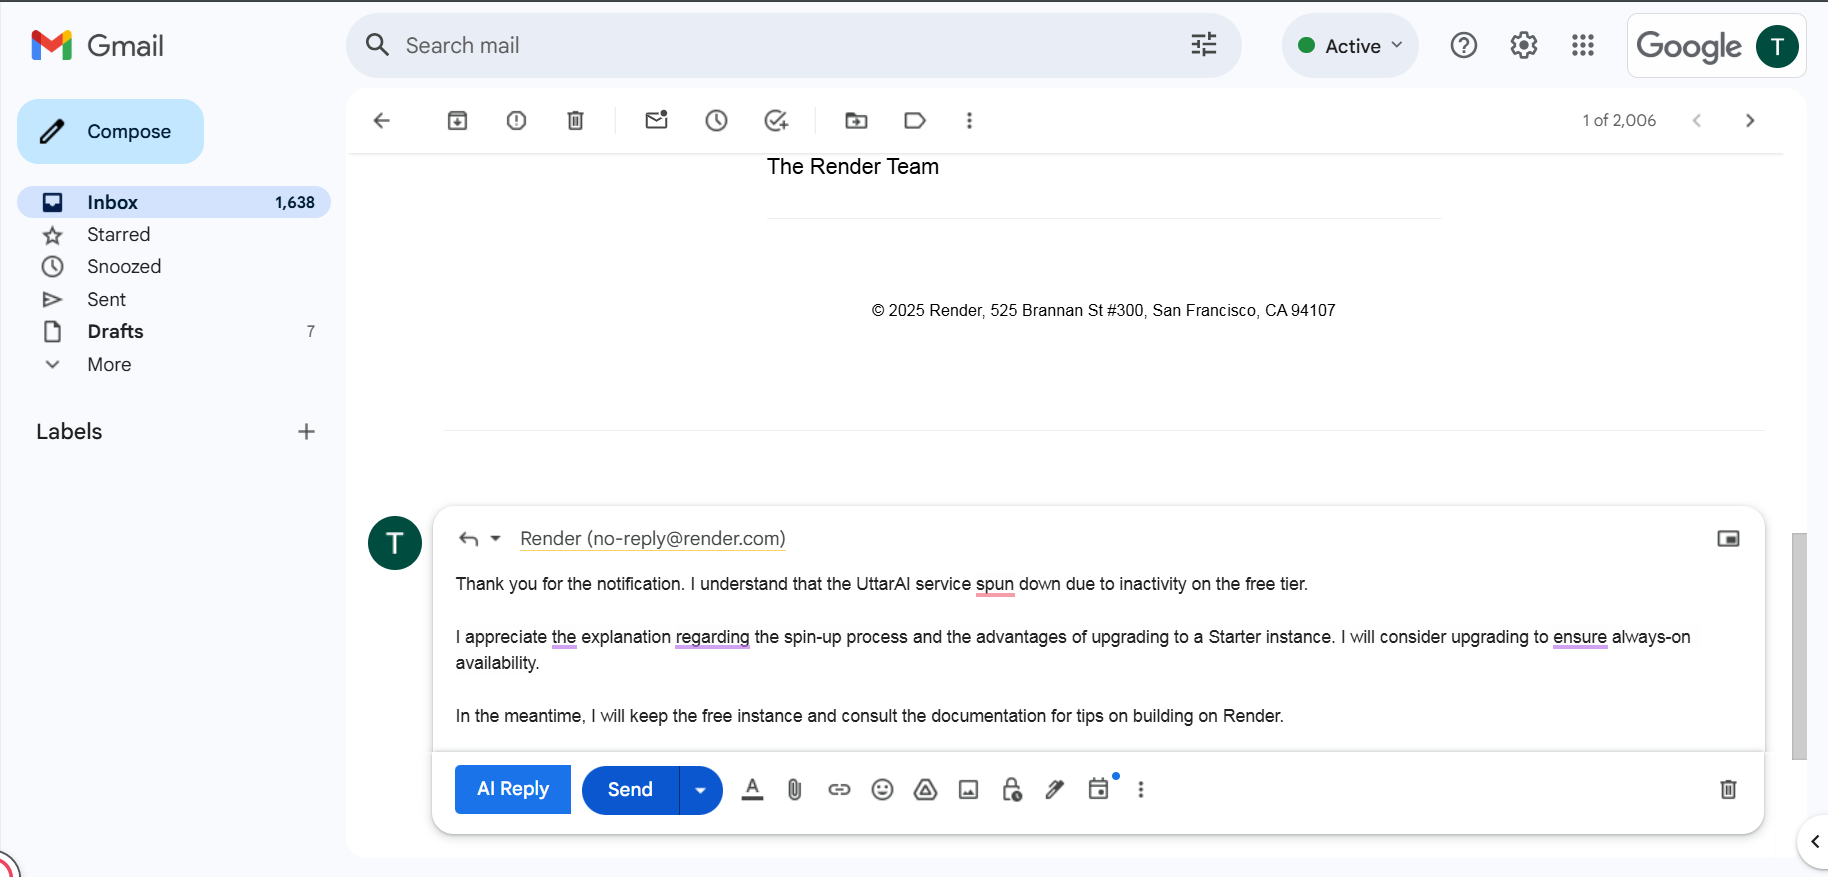 Gmail
Search mail
Active
Google
T
Compose
1 of 2,006
Inbox 1,638
Starred
Snoozed
Sent
Drafts 7
More
Labels
The Render Team
© 2025 Render, 525 Brannan St #300, San Francisco, CA 94107
T
Render (no-reply@render.com)
Thank you for the notification. I understand that the UttarAI service spun down due to inactivity on the free tier.
I appreciate the explanation regarding the spin-up process and the advantages of upgrading to a Starter instance. I will consider upgrading to ensure always-on
availability.
In the meantime, I will keep the free instance and consult the documentation for tips on building on Render.
AI Reply
Send